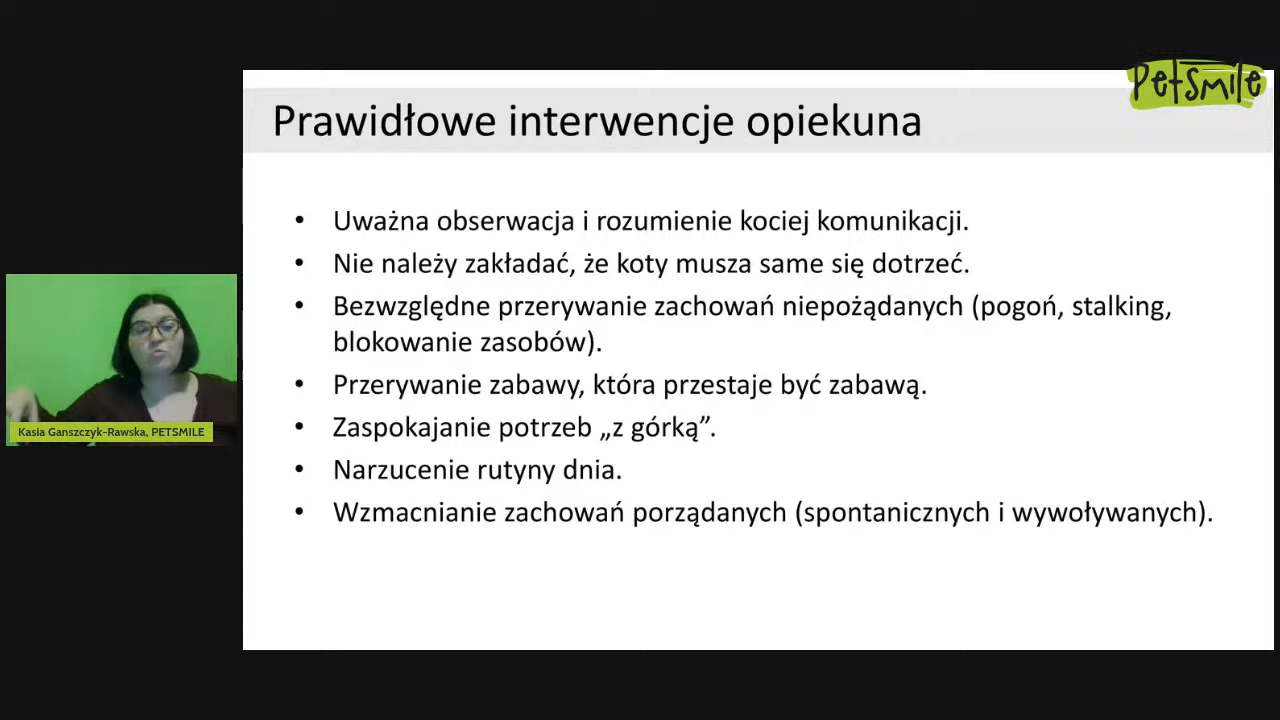 PetSmile
Prawidłowe interwencje opiekuna
• Uważna obserwacja i rozumienie kociej komunikacji.
• Nie należy zakładać, że koty musza same się dotrzeć.
• Bezwzględne przerywanie zachowań niepożądanych (pogoń, stalking,
blokowanie zasobów).
• Przerywanie zabawy, która przestaje być zabawą.
• Zaspokajanie potrzeb „z górką”.
• Narzucenie rutyny dnia.
• Wzmacnianie zachowań porządanych (spontanicznych i wywoływanych).
Kasia Ganszczyk-Rawska, PETSMILE